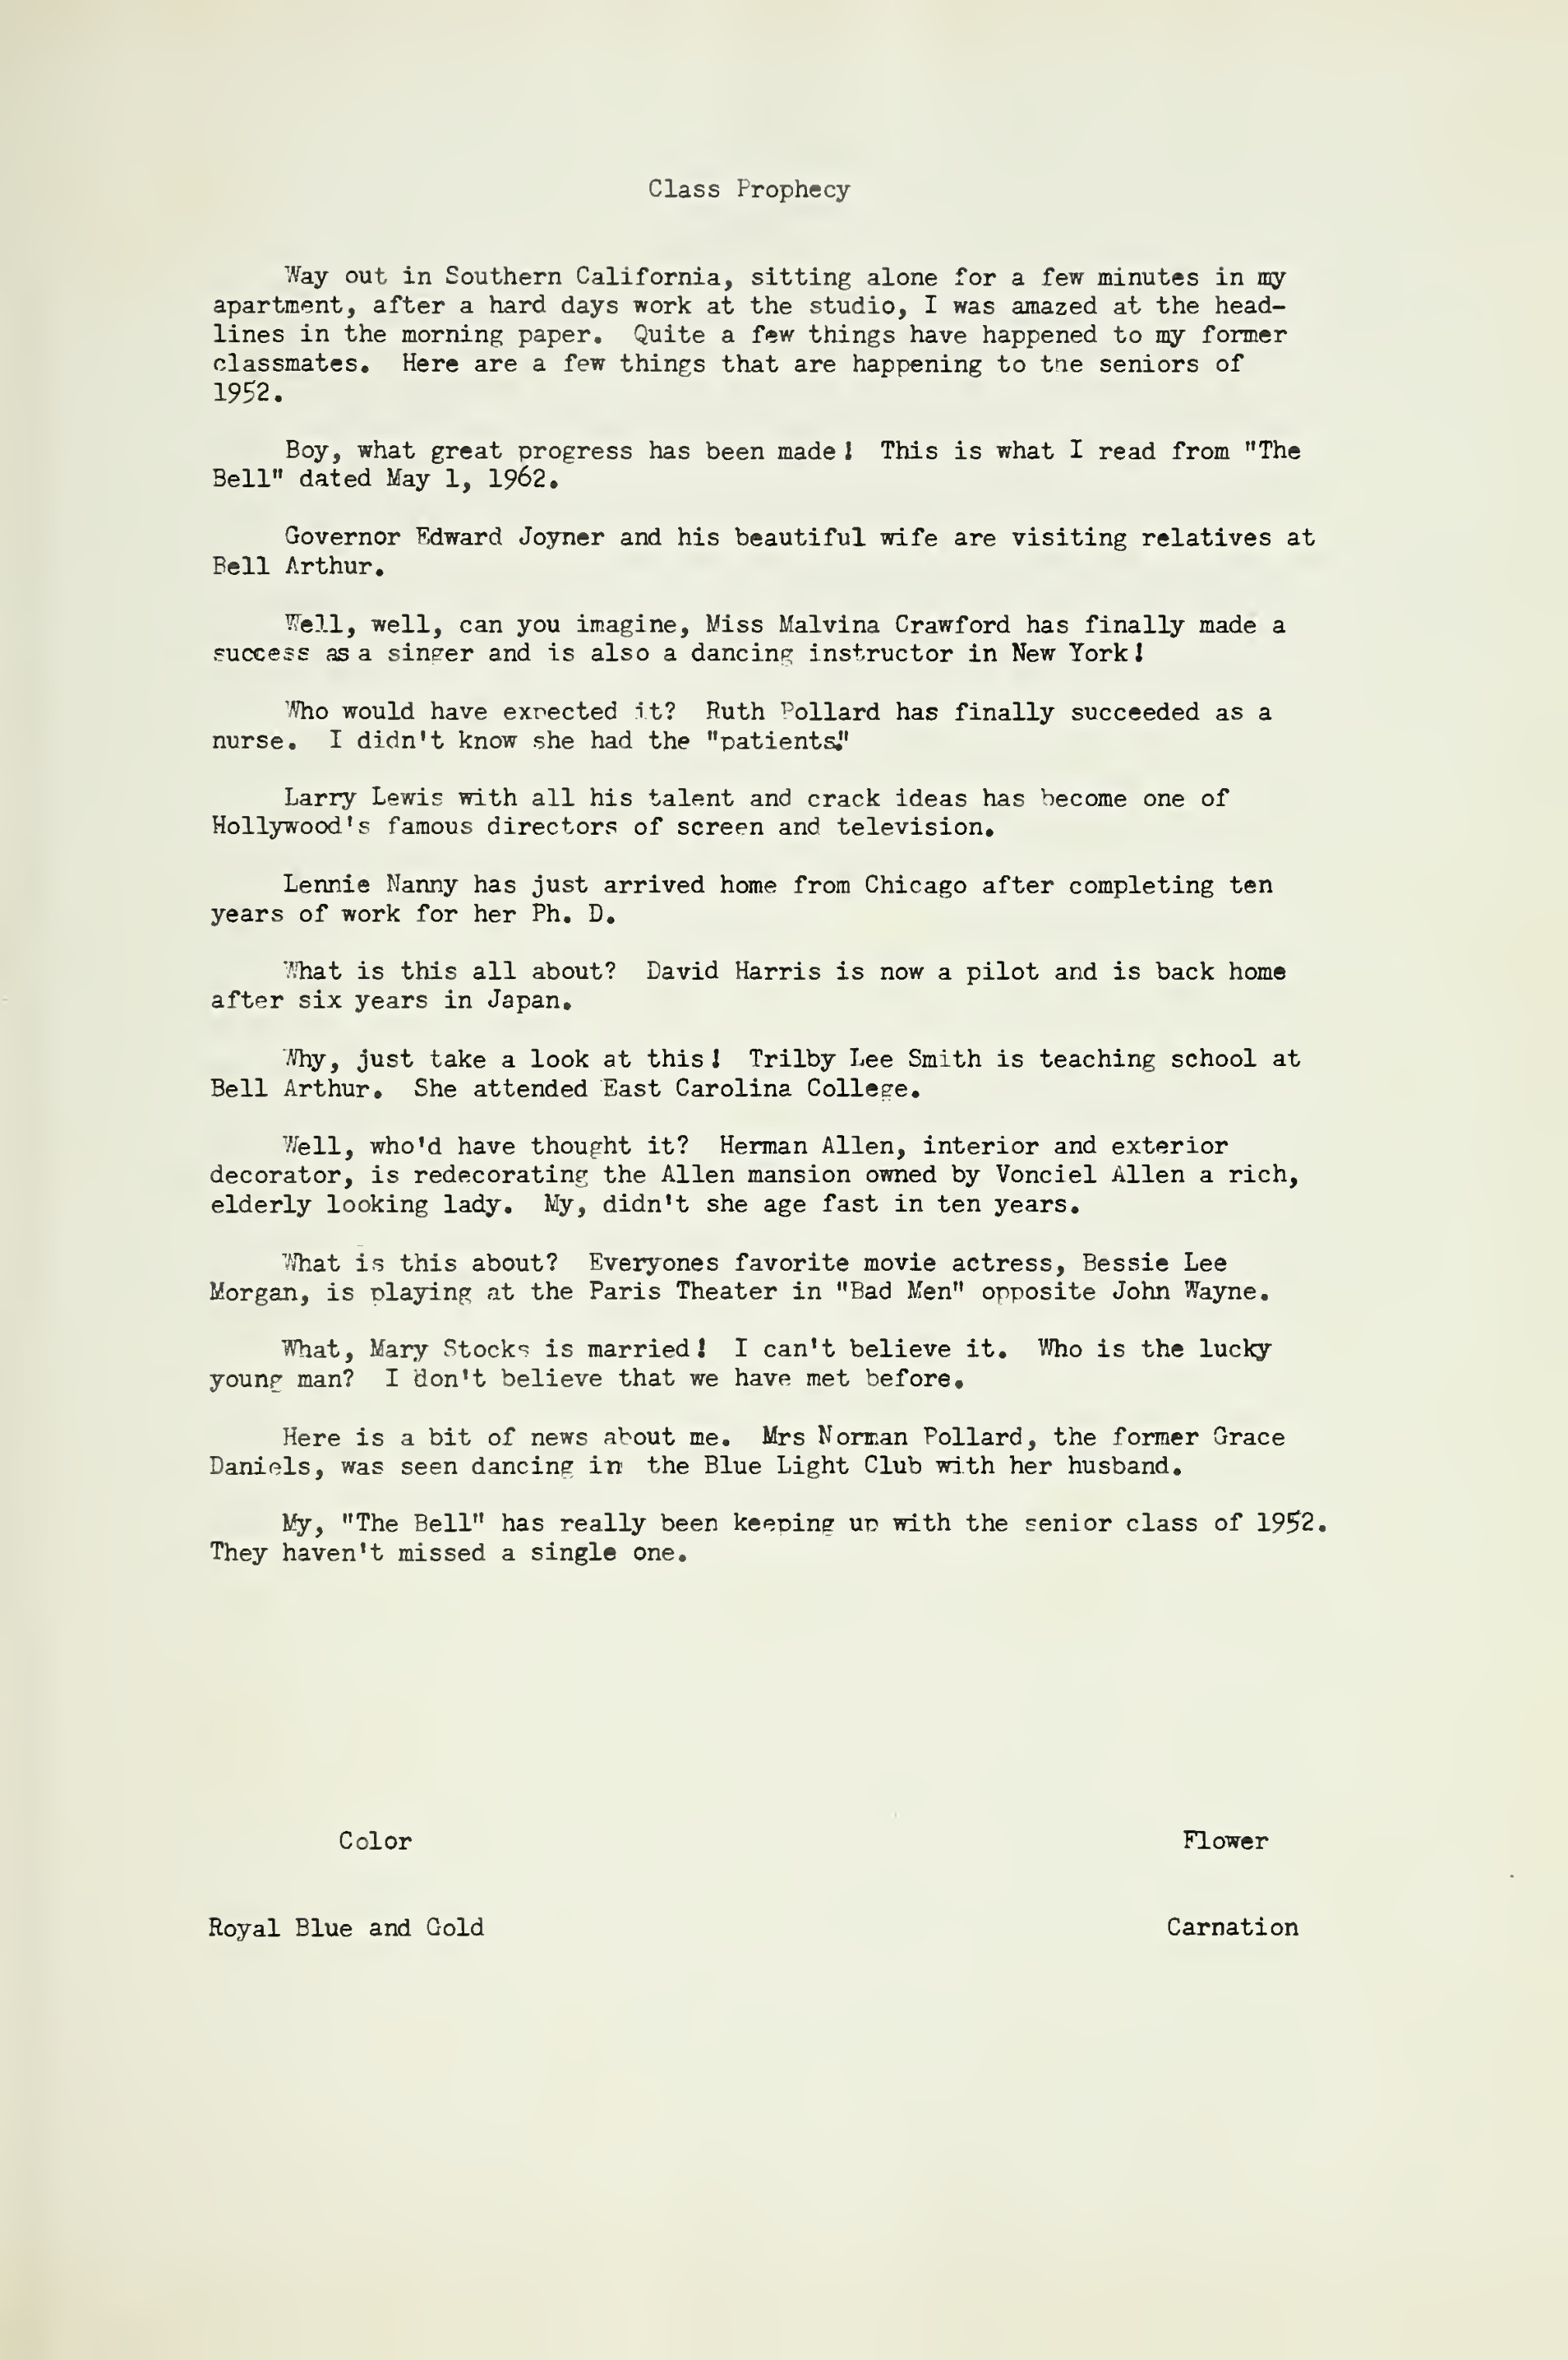 Class Prophecy
Way out in Southern California, sitting alone for a few minutes in my
apartment, after a hard days work at the studio, I was amazed at the head-
lines in the morning paper. Quite a few things have happened to my former
classmates. Here are a few things that are happening to the seniors of
1952.
Boy, what great progress has been made! This is what I read from "The
Bell" dated May 1, 1962.
Governor Edward Joyner and his beautiful wife are visiting relatives at
Bell Arthur.
Well, well, can you imagine, Miss Malvina Crawford has finally made a
success as a singer and is also a dancing instructor in New York!
Who would have expected it? Ruth Pollard has finally succeeded as a
nurse. I didn't know she had the "patients."
Larry Lewis with all his talent and crack ideas has become one of
Hollywood's famous directors of screen and television.
Lennie Nanny has just arrived home from Chicago after completing ten
years of work for her Ph. D.
What is this all about? David Harris is now a pilot and is back home
after six years in Japan.
Why, just take a look at this! Trilby Lee Smith is teaching school at
Bell Arthur. She attended East Carolina College.
Well, who'd have thought it? Herman Allen, interior and exterior
decorator, is redecorating the Allen mansion owned by Vonciel Allen a rich,
elderly looking lady. My, didn't she age fast in ten years.
What is this about? Everyones favorite movie actress, Bessie Lee
Morgan, is playing at the Paris Theater in "Bad Men" opposite John Wayne.
What, Mary Stocks is married! I can't believe it. Who is the lucky
young man? I don't believe that we have met before.
Here is a bit of news about me. Mrs Norman Pollard, the former Grace
Daniels, was seen dancing in the Blue Light Club with her husband.
My, "The Bell" has really been keeping up with the senior class of 1952.
They haven't missed a single one.
Color Flower
Royal Blue and Gold Carnation